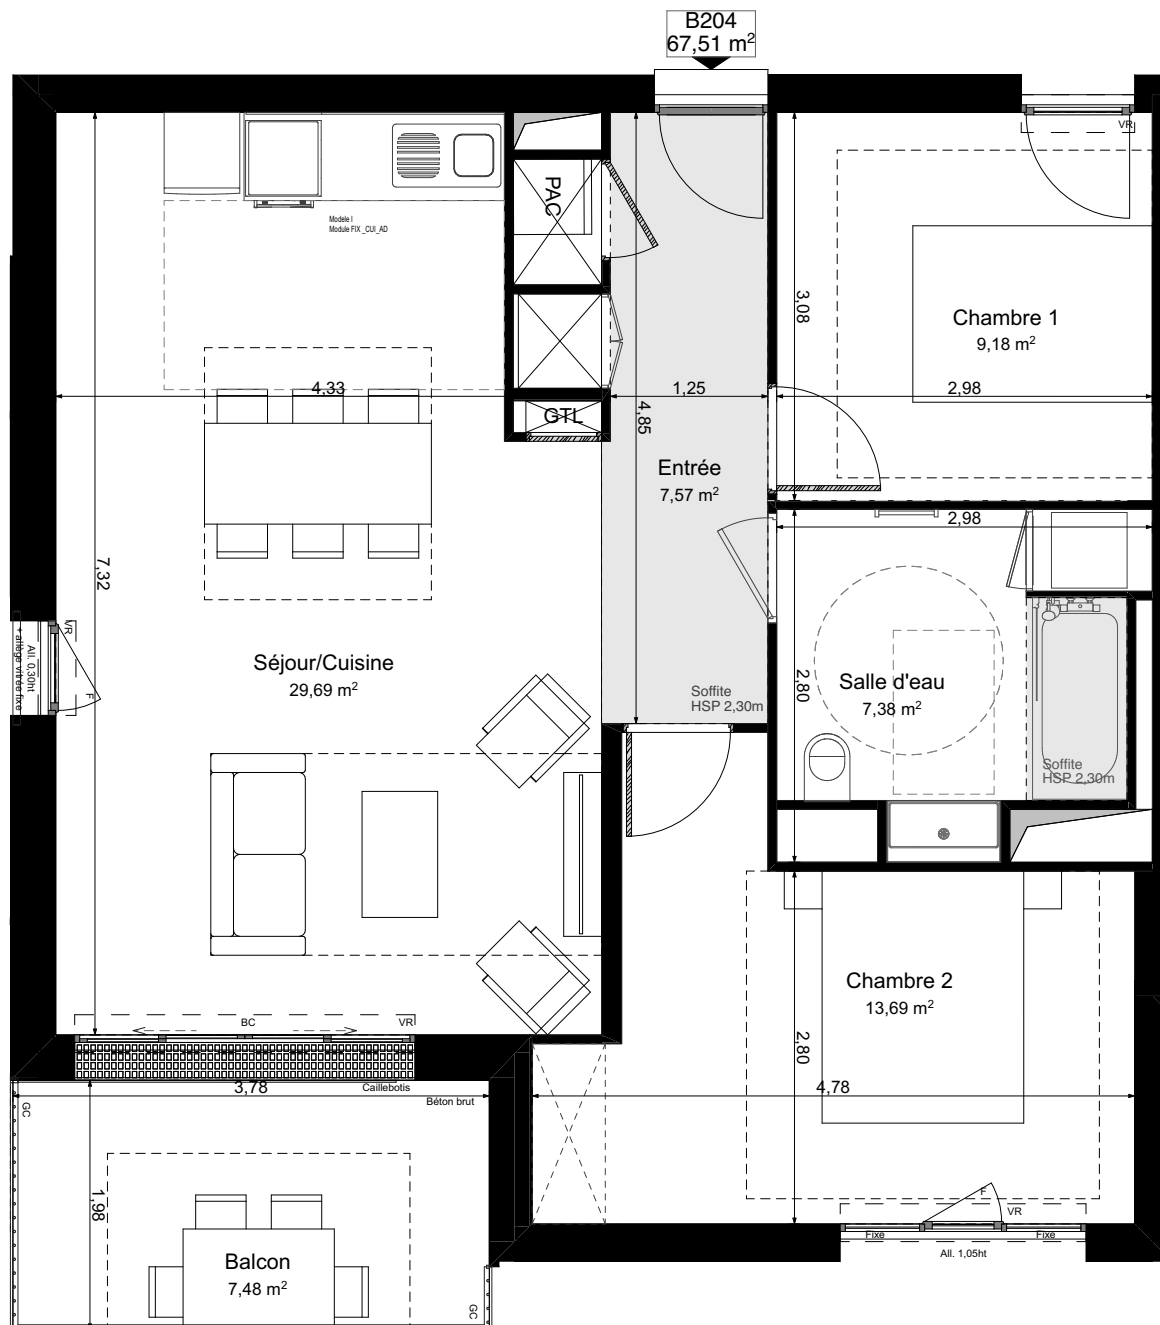 B204
67,51 m²
VR
PAC
Modele I
Module FIX_CUI_AD
3,08
Chambre 1
9,18 m²
4,33
1,25
2,98
GTL
4,85
Entrée
7,57 m²
2,98
7,32
VR
All. 0,30ht
+ allège vitrée fixe
F
Séjour/Cuisine
29,69 m²
Soffite
HSP 2,30m
2,80
Salle d'eau
7,38 m²
Soffite
HSP 2,30m
Chambre 2
13,69 m²
BC
VR
2,80
3,78
Caillebotis
Béton brut
4,78
GC
1,98
F
VR
Fixe
Fixe
All. 1,05ht
Balcon
7,48 m²
GC